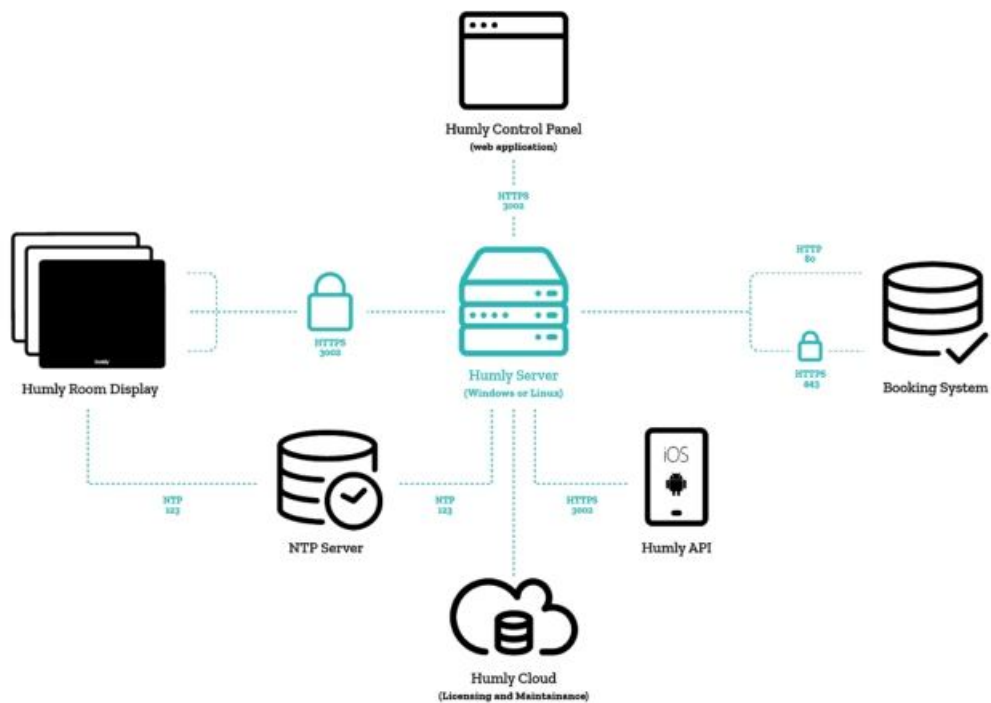 Humly Control Panel
(web application)
HTTPS
3002
HTTP
80
humly
HTTPS
3002
HTTPS
Humly Room Display
Humly Server
(Windows or Linux)
Booking System
iOS
NTP
123
NTP
123
HTTPS
3002
NTP Server
Humly API
Humly Cloud
(Licensing and Maintainance)